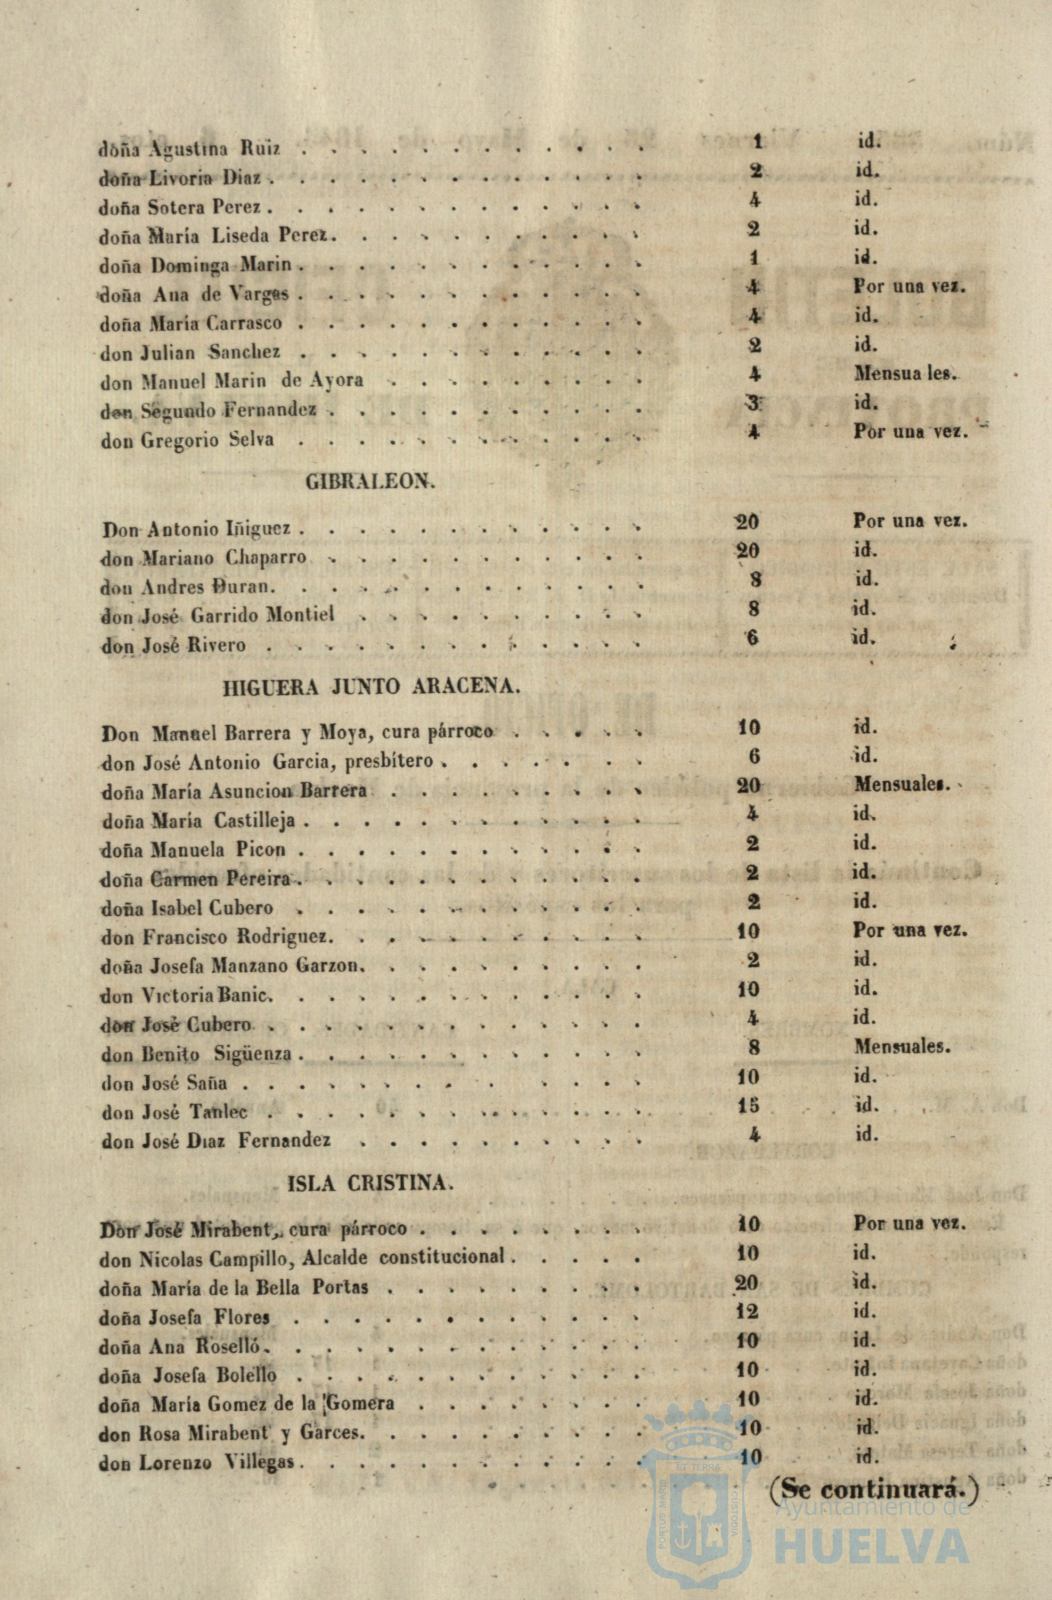 doña Agustina Ruiz . . . . . . . . . . . . 1 id.
doña Livoria Diaz . . . . . . . . . . . . . 2 id.
doña Sotera Perez . . . . . . . . . . . . . 4 id.
doña María Liseda Perez. . . . . . . . . . . 2 id.
doña Dominga Marin . . . . . . . . . . . . 1 id.
doña Ana de Vargas . . . . . . . . . . . . 4 Por una vez.
doña María Carrasco . . . . . . . . . . . . 4 id.
don Julian Sanchez . . . . . . . . . . . . 2 id.
don Manuel Marin de Ayora . . . . . . . . . 4 Mensuales.
don Segundo Fernandez . . . . . . . . . . . 3 id.
don Gregorio Selva . . . . . . . . . . . . 4 Por una vez.
GIBRALEON.
Don Antonio Iñiguez . . . . . . . . . . . . 20 Por una vez.
don Mariano Chaparro . . . . . . . . . . . 20 id.
don Andres Duran. . . . . . . . . . . . . 8 id.
don José Garrido Montiel . . . . . . . . . . 8 id.
don José Rivero . . . . . . . . . . . . . 6 id.
HIGUERA JUNTO ARACENA.
Don Manuel Barrera y Moya, cura párroco . . . . . 10 id.
don José Antonio Garcia, presbítero . . . . . . . 6 id.
doña María Asuncion Barrera . . . . . . . . . 20 Mensuales.
doña María Castilleja . . . . . . . . . . . . 4 id.
doña Manuela Picon . . . . . . . . . . . . 2 id.
doña Carmen Pereira . . . . . . . . . . . . 2 id.
doña Isabel Cubero . . . . . . . . . . . . 2 id.
don Francisco Rodriguez. . . . . . . . . . . 10 Por una vez.
doña Josefa Manzano Garzon. . . . . . . . . . 2 id.
don Victoria Banic. . . . . . . . . . . . . 10 id.
don José Cubero . . . . . . . . . . . . . 4 id.
don Benito Sigüenza . . . . . . . . . . . . 8 Mensuales.
don José Saña . . . . . . . . . . . . 10 id.
don José Tanlec . . . . . . . . . . . . . 15 id.
don José Diaz Fernandez . . . . . . . . . . 4 id.
ISLA CRISTINA.
Don José Mirabent, cura párroco . . . . . . . . 10 Por una vez.
don Nicolas Campillo, Alcalde constitucional . . . . . 10 id.
doña María de la Bella Portas . . . . . . . . . 20 id.
doña Josefa Flores . . . . . . . . . . . . 12 id.
doña Ana Roselló. . . . . . . . . . . . . 10 id.
doña Josefa Bolello . . . . . . . . . . . . 10 id.
doña María Gomez de la Gomera . . . . . . . . 10 id.
don Rosa Mirabent y Garces. . . . . . . . . . 10 id.
don Lorenzo Villegas . . . . . . . . . . . . 10 id.
(Se continuará.)
Ayuntamiento de
HUELVA